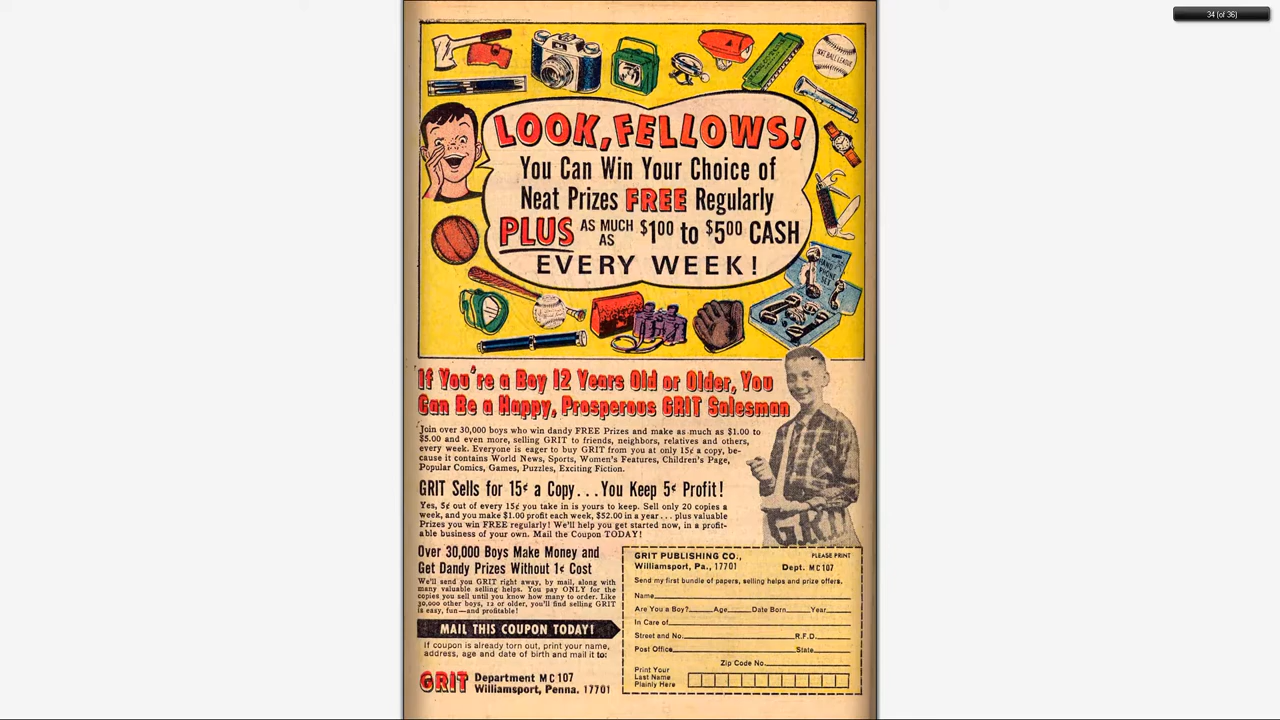 34 (of 36)
LOOK, FELLOWS!
You Can Win Your Choice of
Neat Prizes FREE Regularly
PLUS AS MUCH AS $1.00 to $5.00 CASH
EVERY WEEK!
If You're a Boy 12 Years Old or Older, You
Can Be a Happy, Prosperous GRIT Salesman
Join over 30,000 boys who win dandy FREE Prizes and make as much as $1.00 to
$5.00 and even more, selling GRIT to friends, neighbors, relatives and others,
every week. Everyone is eager to buy GRIT from you at only 15¢ a copy, be-
cause it contains World News, Sports, Women's Features, Children's Page,
Popular Comics, Games, Puzzles, Exciting Fiction.
GRIT Sells for 15¢ a Copy...You Keep 5¢ Profit!
Yes, 5¢ out of every 15¢ you take in is yours to keep. Sell only 20 copies a
week, and you make $1.00 profit each week, $52.00 in a year... plus valuable
Prizes you win FREE regularly! We'll help you get started now, in a profit-
able business of your own. Mail the Coupon TODAY!
GRIT
Over 30,000 Boys Make Money and
Get Dandy Prizes Without 1¢ Cost
We'll send you GRIT right away, by mail, along with
many valuable selling helps. You pay ONLY for the
copies you sell until you know how many to order. Like
30,000 other boys, 12 or older, you'll find selling GRIT
is easy, fun—and profitable!
MAIL THIS COUPON TODAY!
If coupon is already torn out, print your name,
address, age and date of birth and mail it to:
GRIT Department MC 107
Williamsport, Penna. 17701
GRIT PUBLISHING CO., PLEASE PRINT
Williamsport, Pa., 17701 Dept. MC 107
Send my first bundle of papers, selling helps and prize offers.
Name
Are You a Boy? Age Date Born Year
In Care of
Street and No. R.F.D.
Post Office State
Zip Code No.
Print Your
Last Name
Plainly Here